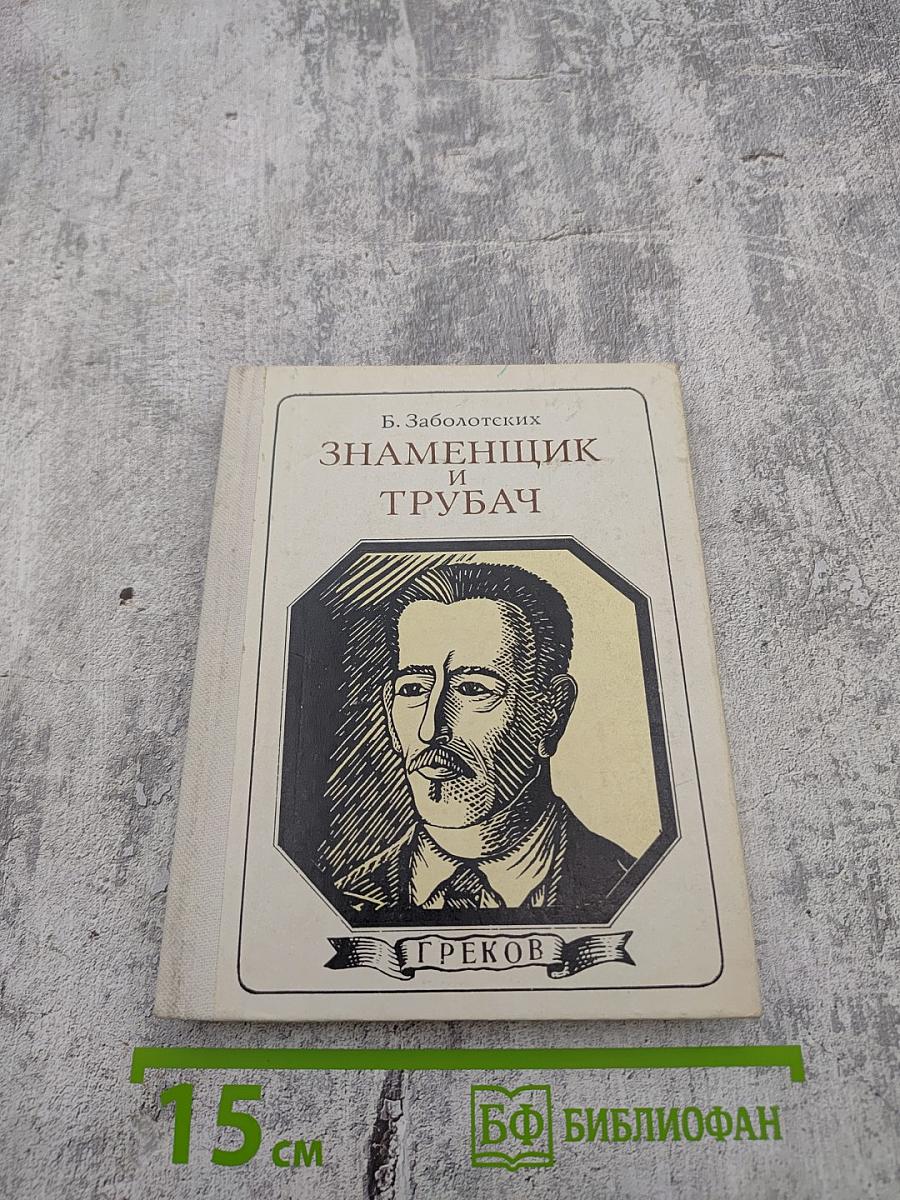 Б. Заболотских
ЗНАМЕНЩИК
И
ТРУБАЧ
ГРЕКОВ
15 см
БФ БИБЛИОФАН